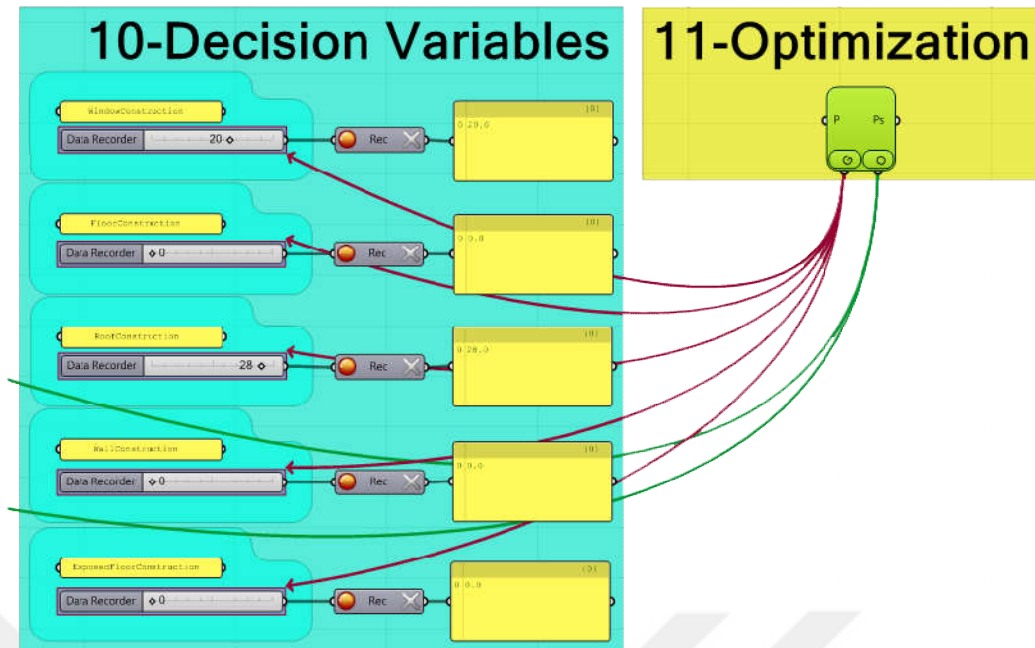 10-Decision Variables
11-Optimization
WindowConstruction
{0}
Data Recorder 20 Rec 0 20.0
P Ps
G O
FloorConstruction
{0}
0 0.0
Data Recorder 0 Rec
RoofConstruction
{0}
0 28.0
Data Recorder 28 Rec
WallConstruction
{0}
0 0.0
Data Recorder 0 Rec
ExposedFloorConstruction
{0}
0 0.0
Data Recorder 0 Rec